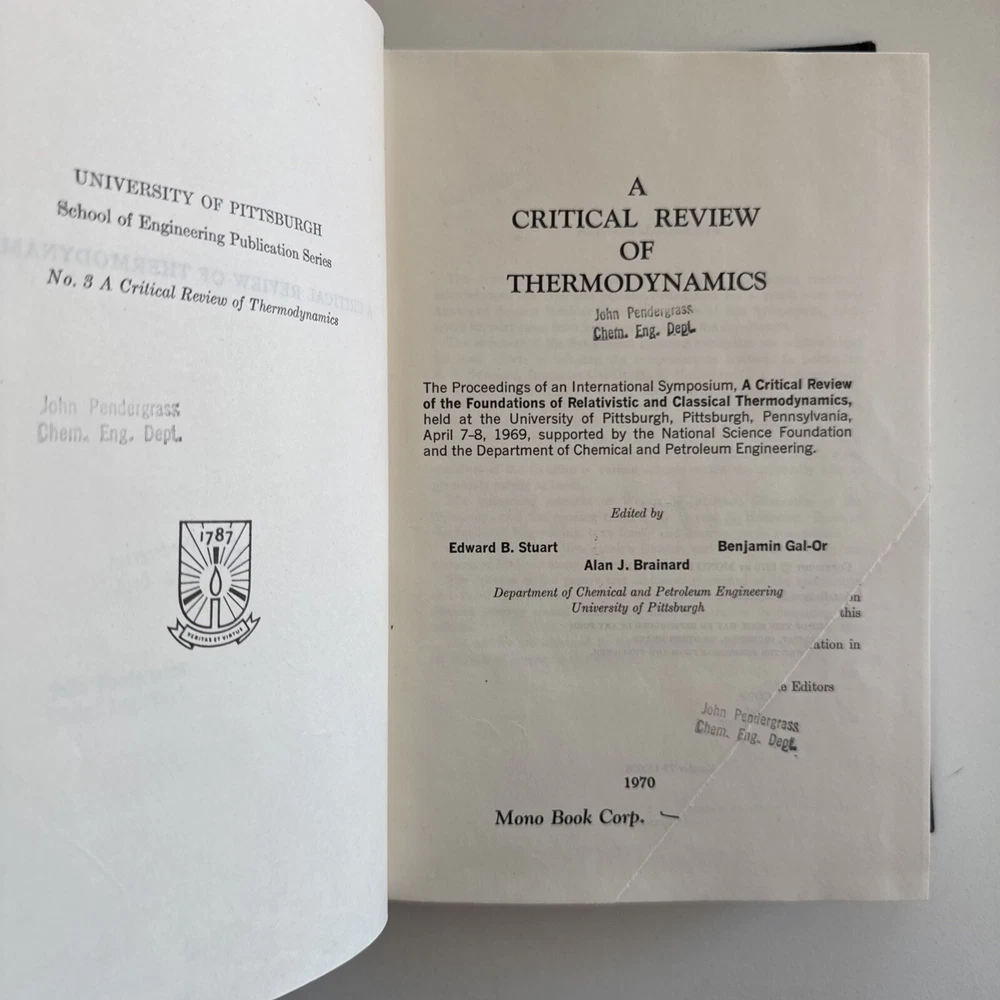 UNIVERSITY OF PITTSBURGH
School of Engineering Publication Series
No. 3 A Critical Review of Thermodynamics
John Pendergrass
Chem. Eng. Dept.
1787
VERITAS ET VIRTUS
A
CRITICAL REVIEW
OF
THERMODYNAMICS
John Pendergrass
Chem. Eng. Dept.
The Proceedings of an International Symposium, A Critical Review
of the Foundations of Relativistic and Classical Thermodynamics,
held at the University of Pittsburgh, Pittsburgh, Pennsylvania,
April 7–8, 1969, supported by the National Science Foundation
and the Department of Chemical and Petroleum Engineering.
Edited by
Edward B. Stuart Benjamin Gal-Or
Alan J. Brainard
Department of Chemical and Petroleum Engineering
University of Pittsburgh
this
ation in
Editors
John Pendergrass
Chem. Eng. Dept.
1970
Mono Book Corp.